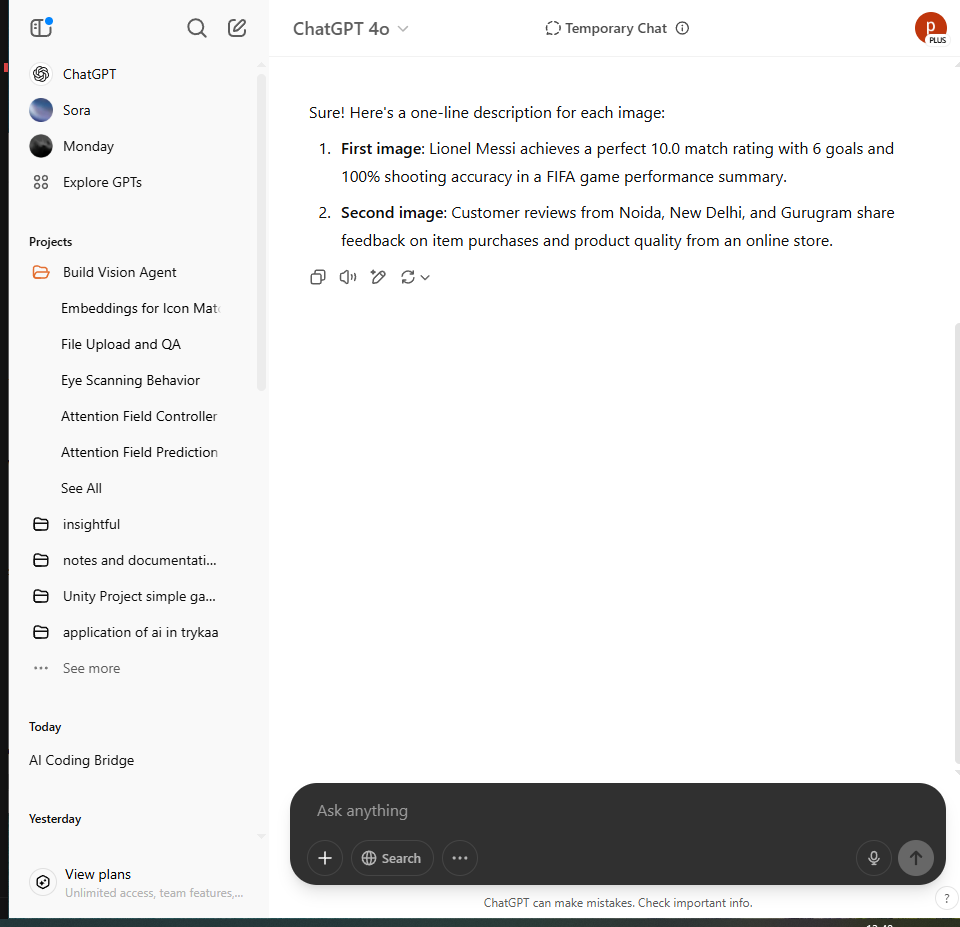 ChatGPT 4o
Temporary Chat
p
PLUS
ChatGPT
Sora
Monday
Explore GPTs
Projects
Build Vision Agent
Embeddings for Icon Mat
File Upload and QA
Eye Scanning Behavior
Attention Field Controller
Attention Field Prediction
See All
insightful
notes and documentati...
Unity Project simple ga...
application of ai in trykaa
See more
Today
AI Coding Bridge
Yesterday
View plans
Unlimited access, team features,...
Sure! Here's a one-line description for each image:
1. First image: Lionel Messi achieves a perfect 10.0 match rating with 6 goals and
100% shooting accuracy in a FIFA game performance summary.
2. Second image: Customer reviews from Noida, New Delhi, and Gurugram share
feedback on item purchases and product quality from an online store.
Ask anything
Search
ChatGPT can make mistakes. Check important info.
?